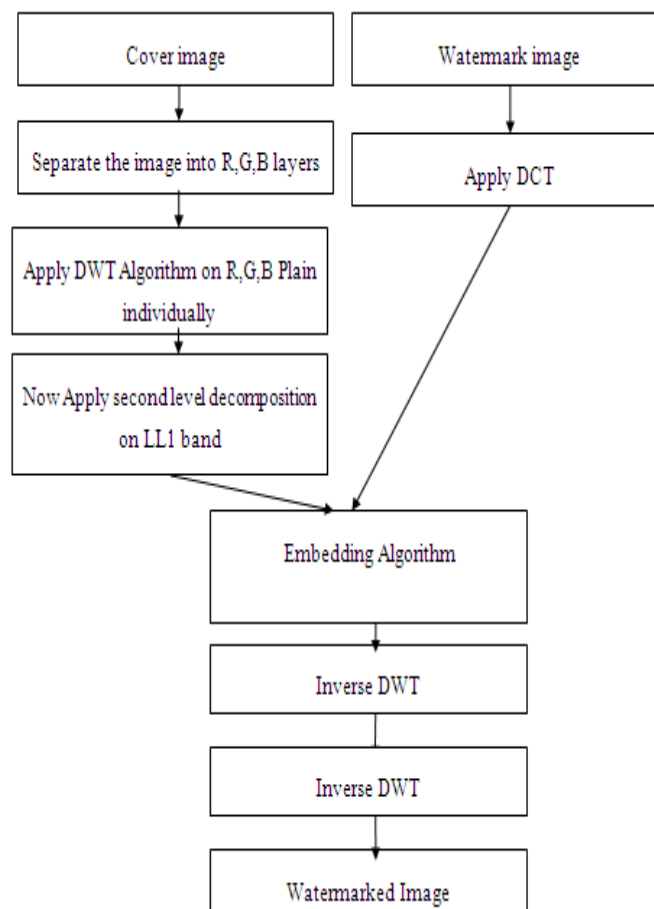 Cover image
Watermark image
Separate the image into R,G,B layers
Apply DCT
Apply DWT Algorithm on R,G,B Plain
individually
Now Apply second level decomposition
on LL1 band
Embedding Algorithm
Inverse DWT
Inverse DWT
Watermarked Image